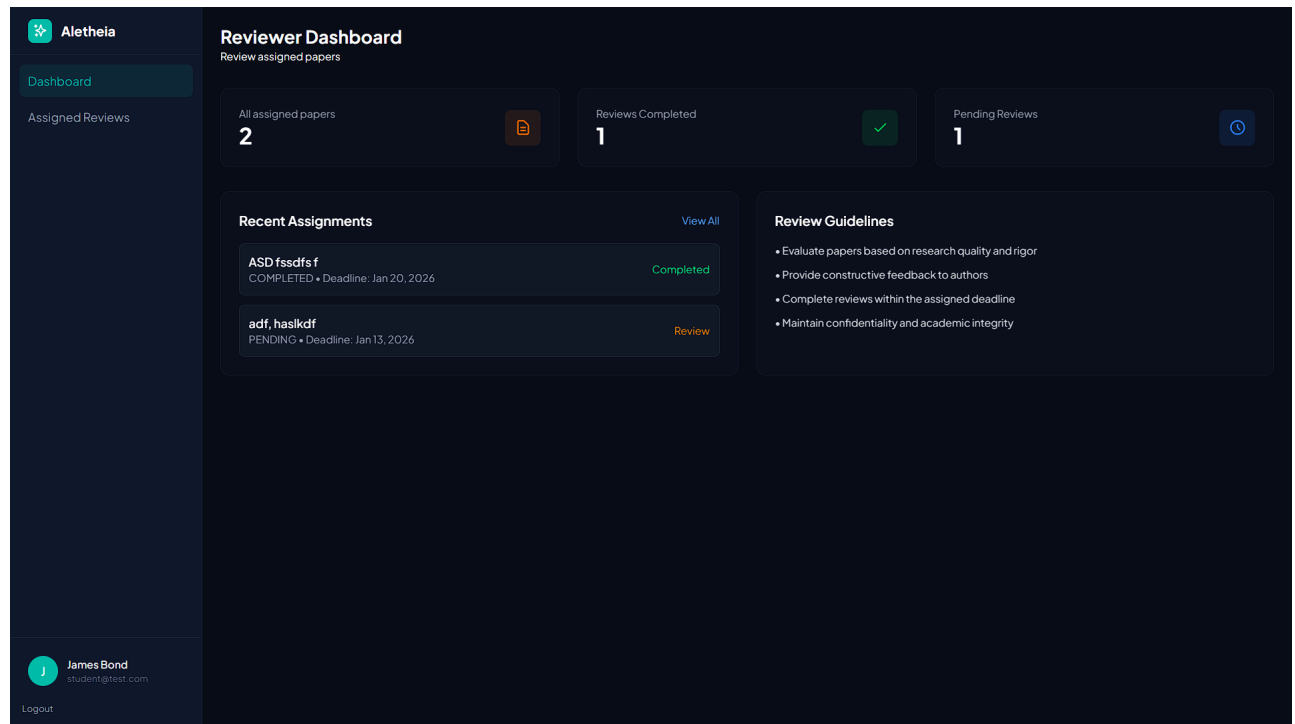 Aletheia
Dashboard
Assigned Reviews
Reviewer Dashboard
Review assigned papers
All assigned papers
2
Reviews Completed
1
Pending Reviews
1
Recent Assignments
View All
ASD fssdfs f
COMPLETED • Deadline: Jan 20, 2026
Completed
adf, haslkdf
PENDING • Deadline: Jan 13, 2026
Review
Review Guidelines
• Evaluate papers based on research quality and rigor
• Provide constructive feedback to authors
• Complete reviews within the assigned deadline
• Maintain confidentiality and academic integrity
J
James Bond
student@test.com
Logout